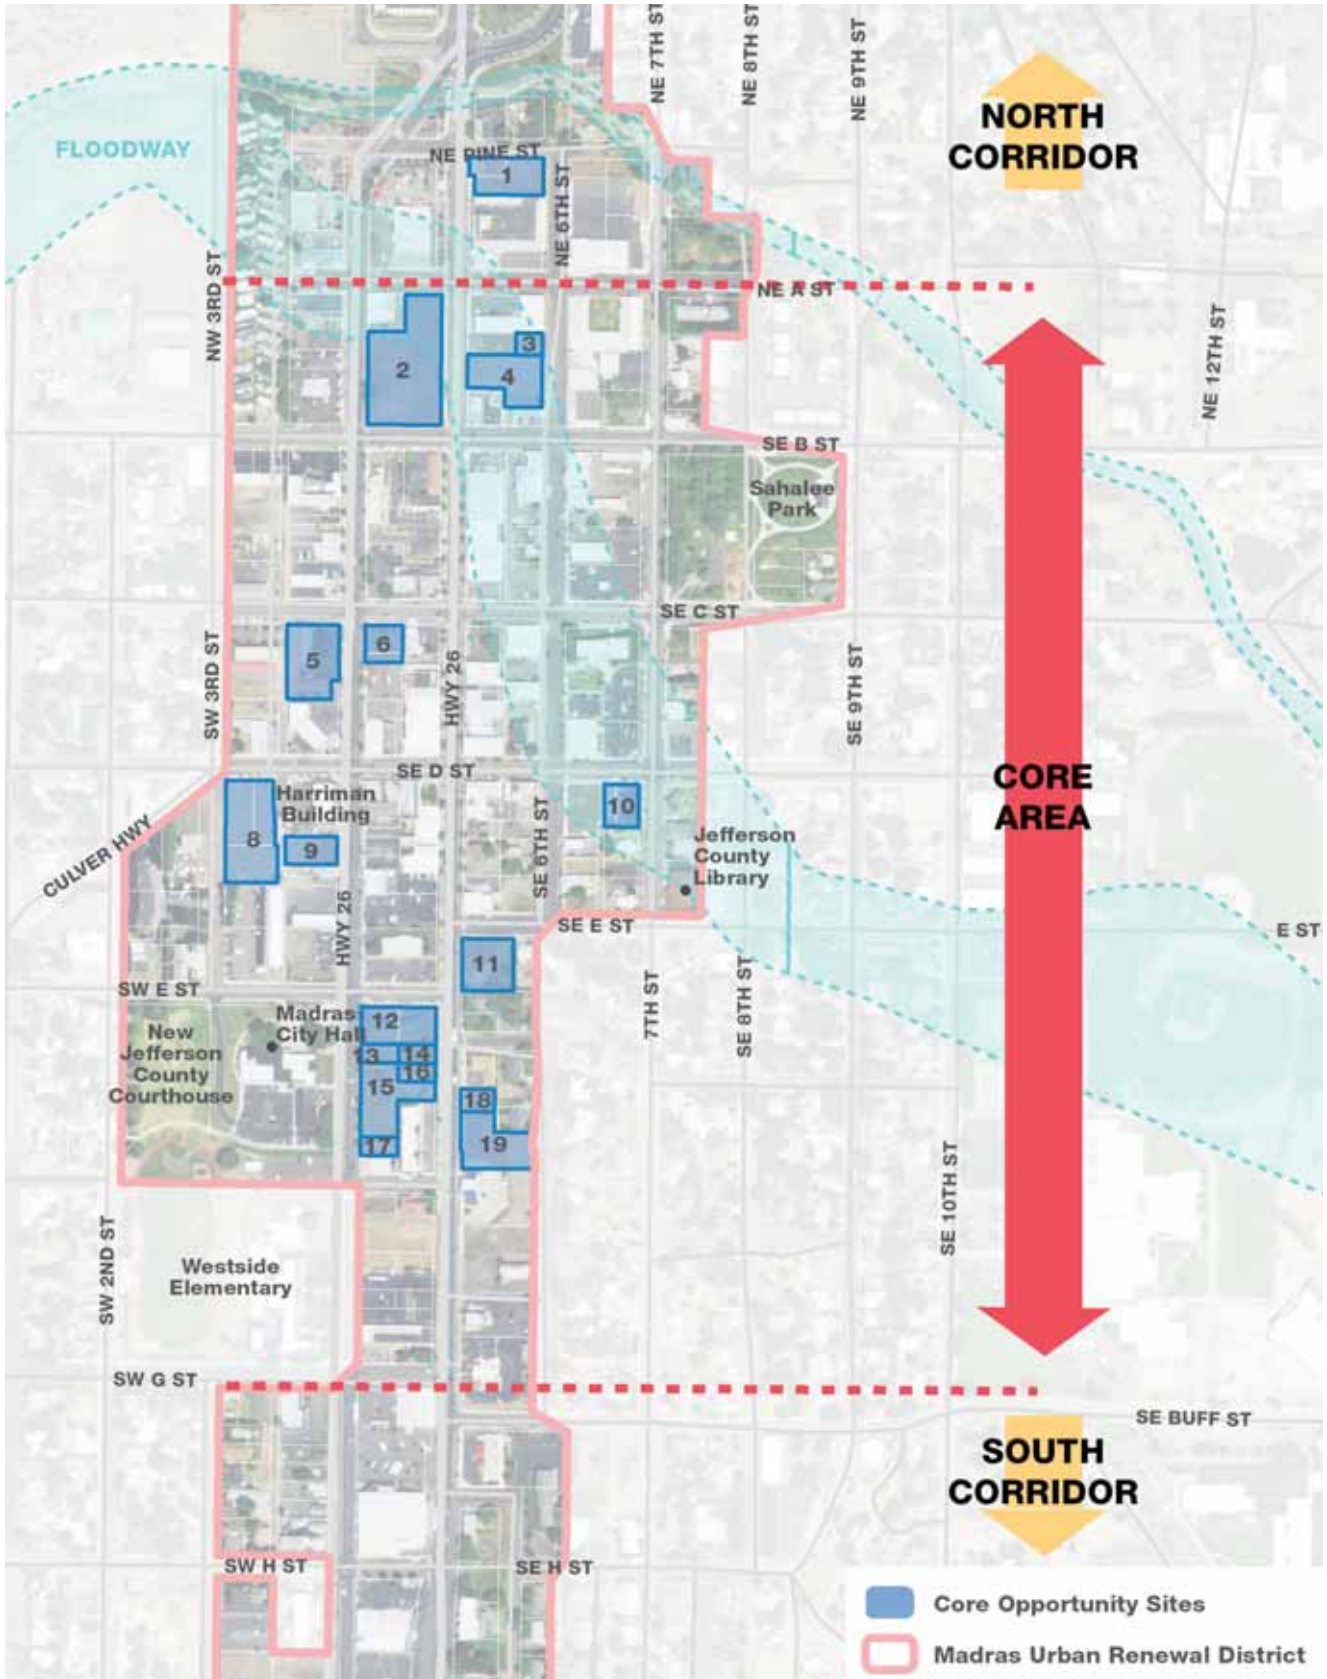 NE 7TH ST
NE 8TH ST
NE 9TH ST
NORTH
CORRIDOR
FLOODWAY
NE PINE ST
1
NE 6TH ST
NW 3RD ST
NE A ST
NE 12TH ST
2
3
4
SE B ST
Sahalee
Park
SE C ST
5
6
SW 3RD ST
HWY 26
SE 9TH ST
SE D ST
CORE
AREA
Harriman
Building
8
9
10
CULVER HWY
SE 6TH ST
Jefferson
County
Library
HWY 26
SE E ST
E ST
11
SW E ST
7TH ST
SE 8TH ST
Madras
City Hall
New
Jefferson
County
Courthouse
12
13
14
15
16
17
18
19
SE 10TH ST
SW 2ND ST
Westside
Elementary
SW G ST
SE BUFF ST
SOUTH
CORRIDOR
SW H ST
SE H ST
Core Opportunity Sites
Madras Urban Renewal District